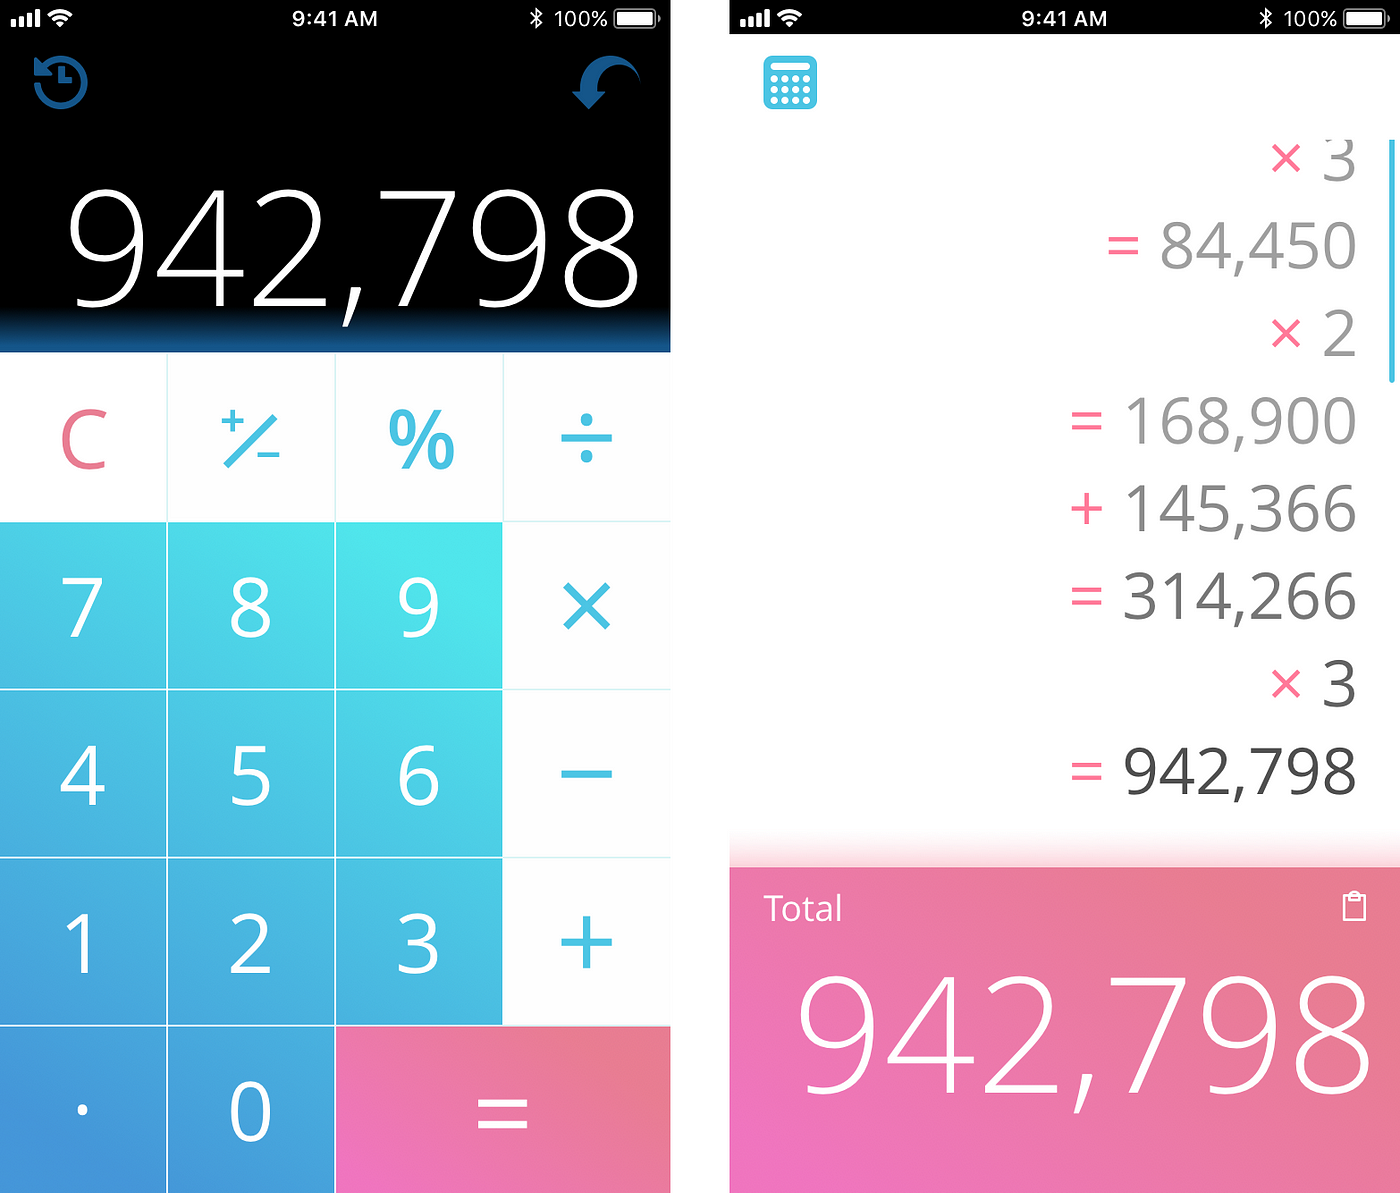 9:41 AM 100%
942,798
C +/− % ÷
7 8 9 ×
4 5 6 −
1 2 3 +
· 0 =
9:41 AM 100%
× 3
= 84,450
× 2
= 168,900
+ 145,366
= 314,266
× 3
= 942,798
Total
942,798